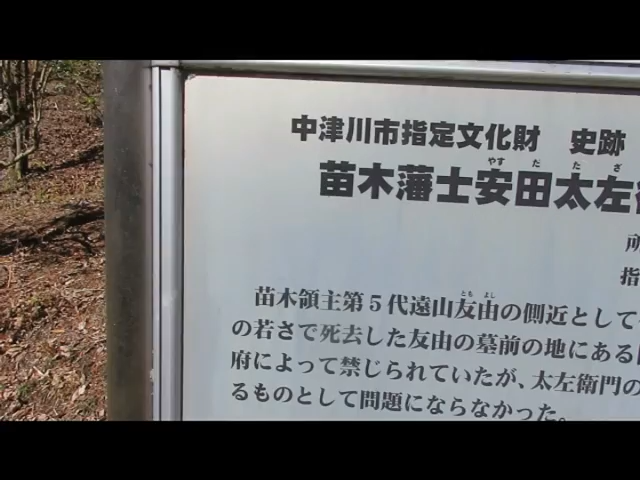 中津川市指定文化財　史跡
やす　だ　た　ざ
苗木藩士安田太左
所
指
とも　よし
苗木領主第５代遠山友由の側近として
の若さで死去した友由の墓前の地にある
府によって禁じられていたが、太左衛門の
るものとして問題にならなかった。